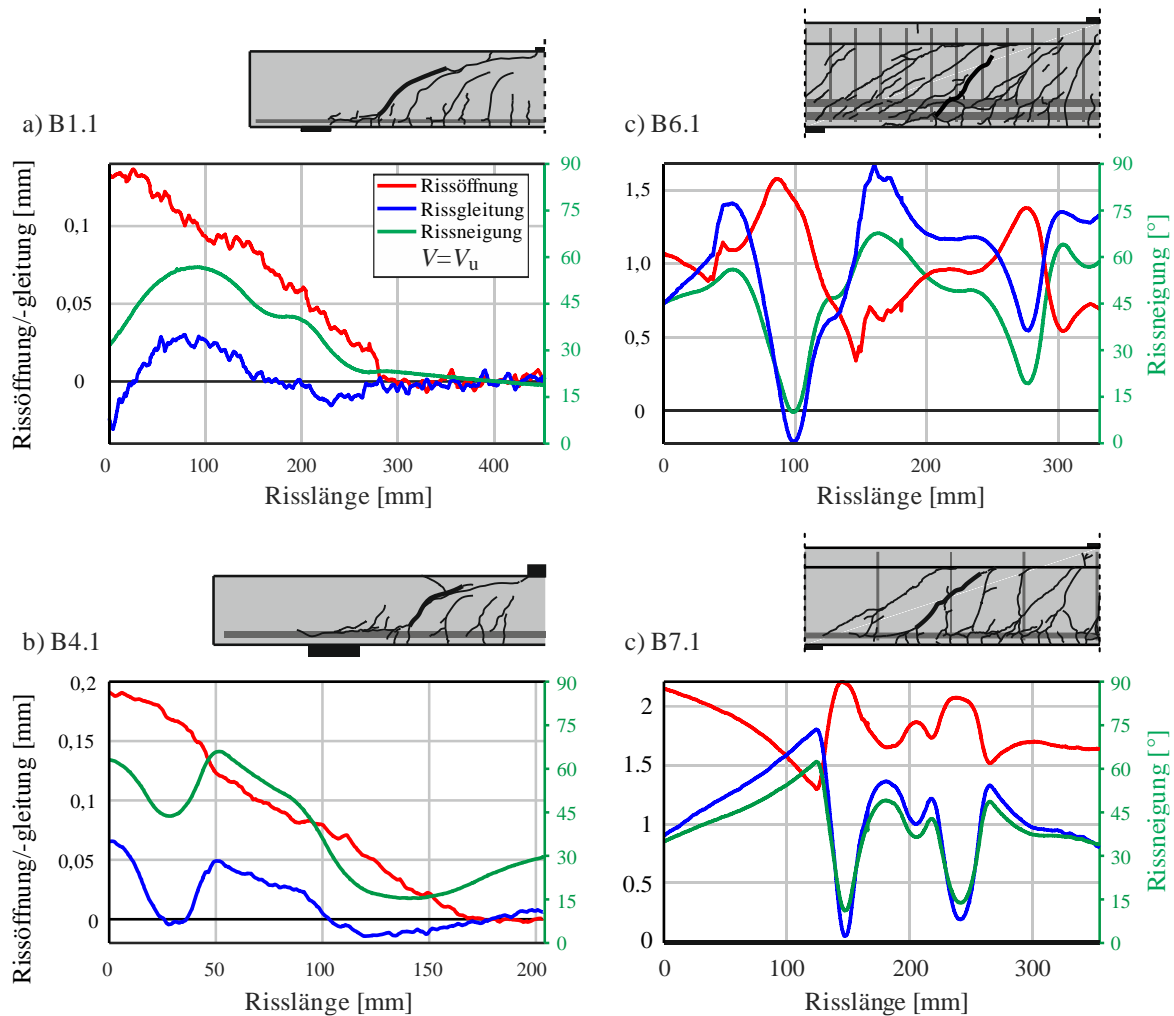 a) B1.1
Rissöffnung/-gleitung [mm]
0,1
0,05
0
Rissöffnung
Rissgleitung
Rissneigung
V=Vu
90
75
60
45
30
15
0
0 100 200 300 400
Risslänge [mm]
c) B6.1
1,5
1,0
0,5
0
90
75
60
45
30
15
0
Rissneigung [°]
0 100 200 300
Risslänge [mm]
b) B4.1
Rissöffnung/-gleitung [mm]
0,2
0,15
0,1
0,05
0
90
75
60
45
30
15
0
0 50 100 150 200
Risslänge [mm]
c) B7.1
2
1.5
1
0.5
0
90
75
60
45
30
15
0
Rissneigung [°]
0 100 200 300
Risslänge [mm]